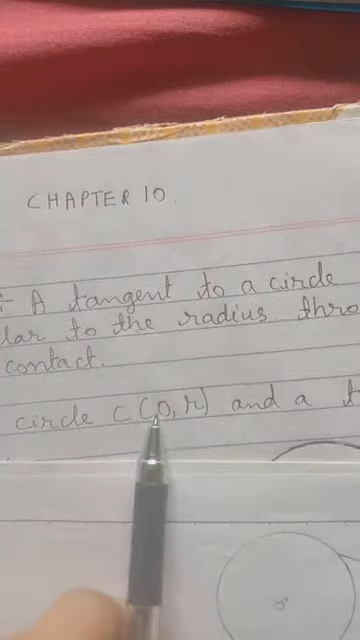 CHAPTER 10.
:- A tangent to a circle
lar to the radius thro
contact.
circle C(O, r) and a t
O